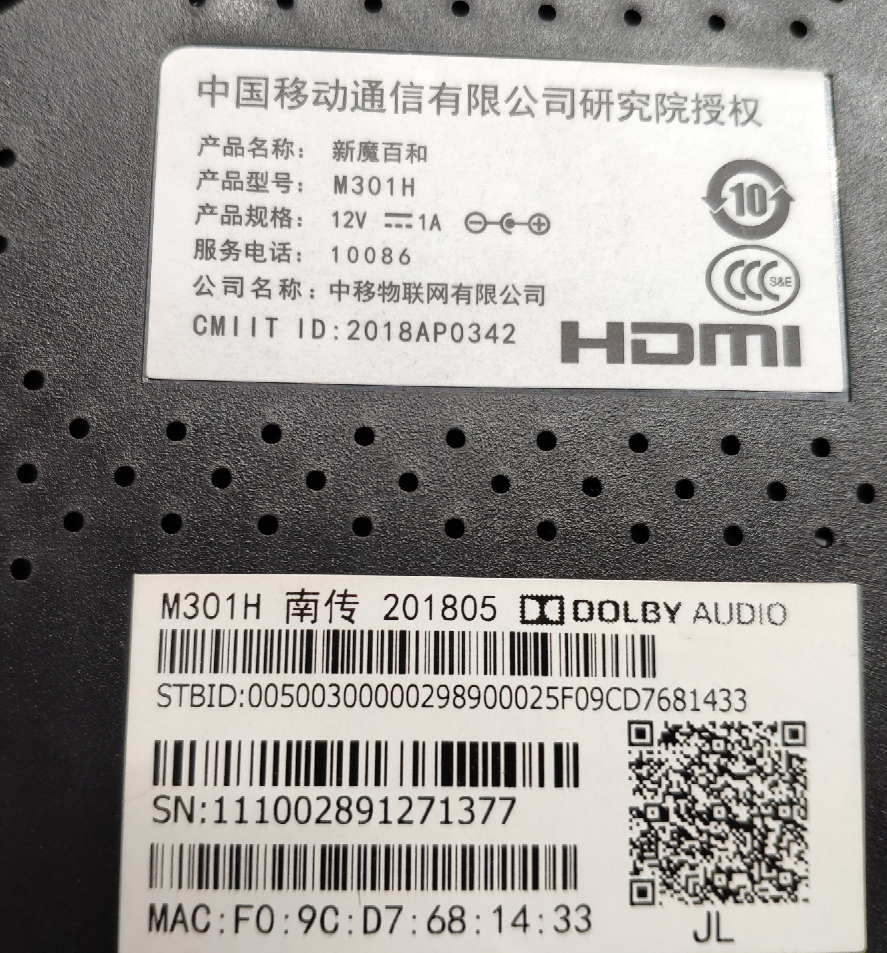 中国移动通信有限公司研究院授权
产品名称: 新魔百和
产品型号: M301H
产品规格: 12V 1A
服务电话: 10086
公司名称: 中移物联网有限公司
CMIIT ID:2018AP0342
10
CCC S&E
HDMI
M301H 南传 201805 DOLBY AUDIO
STBID:00500300000298900025F09CD7681433
SN:111002891271377
MAC:F0:9C:D7:68:14:33
JL